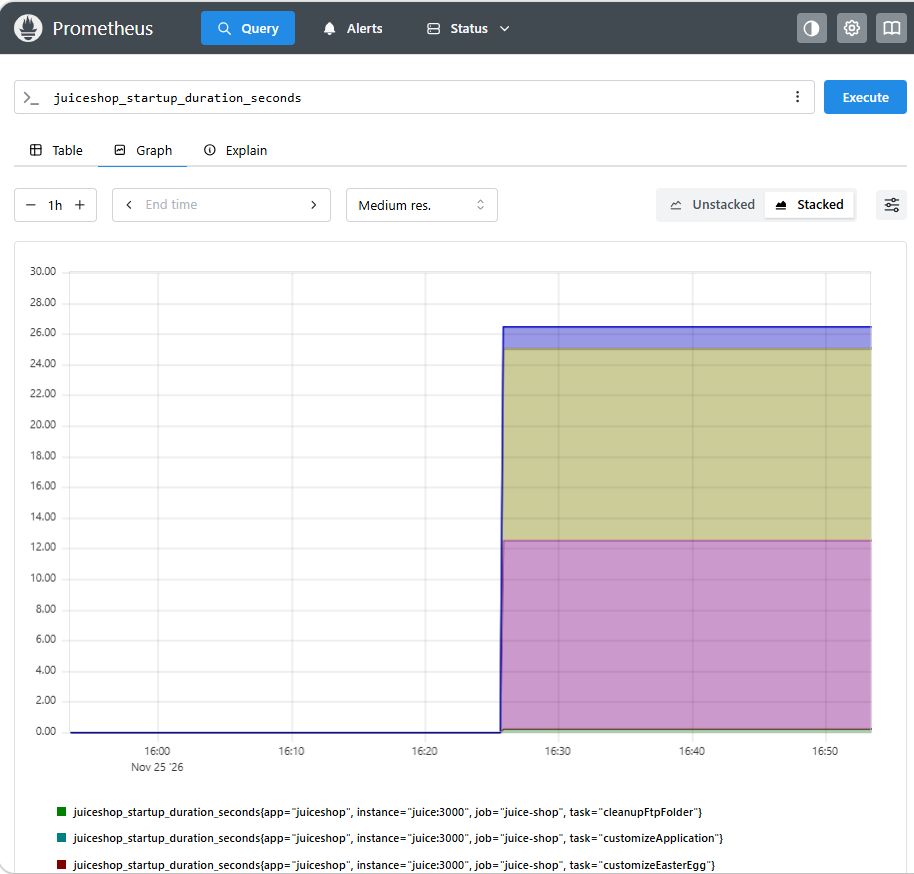 Prometheus Query Alerts Status
>_ juiceshop_startup_duration_seconds Execute
Table Graph Explain
− 1h + End time Medium res. Unstacked Stacked
30.00
28.00
26.00
24.00
22.00
20.00
18.00
16.00
14.00
12.00
10.00
8.00
6.00
4.00
2.00
0.00
16:00 16:10 16:20 16:30 16:40 16:50
Nov 25 '26
juiceshop_startup_duration_seconds{app="juiceshop", instance="juice:3000", job="juice-shop", task="cleanupFtpFolder"}
juiceshop_startup_duration_seconds{app="juiceshop", instance="juice:3000", job="juice-shop", task="customizeApplication"}
juiceshop_startup_duration_seconds{app="juiceshop", instance="juice:3000", job="juice-shop", task="customizeEasterEgg"}